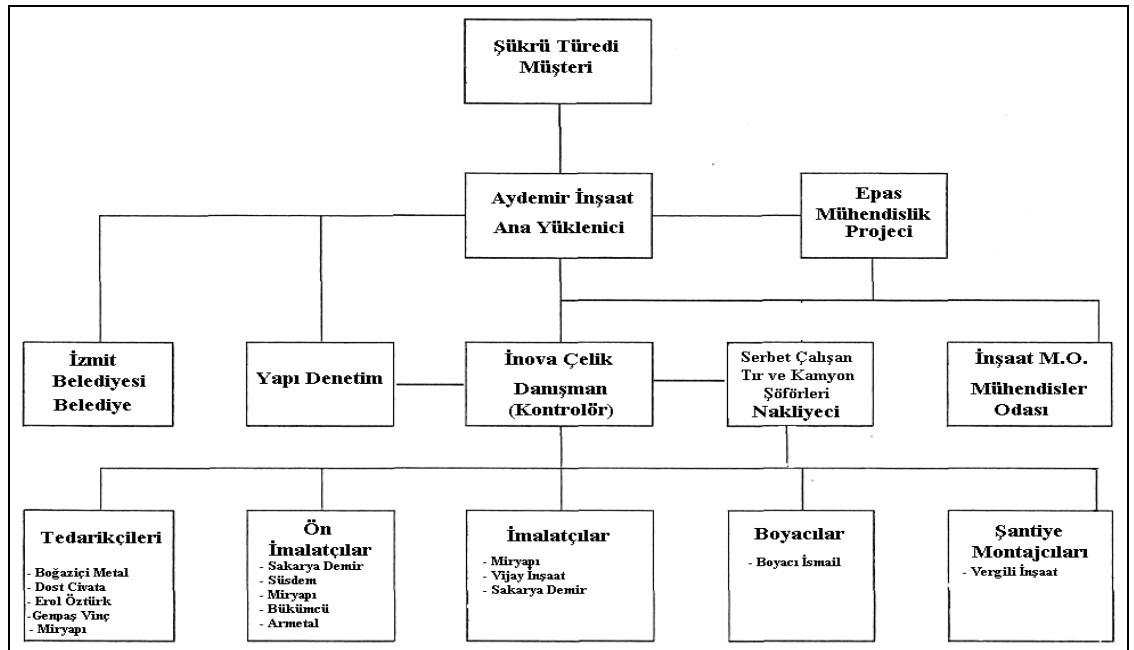 Şükrü Türedi
Müşteri
Aydemir İnşaat
Ana Yüklenici
Epas
Mühendislik
Projeci
İzmit
Belediyesi
Belediye
Yapı Denetim
İnova Çelik
Danışman
(Kontrolör)
Serbet Çalışan
Tır ve Kamyon
Şöförleri
Nakliyeci
İnşaat M.O.
Mühendisler
Odası
Tedarikçileri
- Boğaziçi Metal
- Dost Civata
- Erol Öztürk
-Genpaş Vinç
- Miryapı
Ön
İmalatçılar
- Sakarya Demir
- Süsdem
- Miryapı
- Bükümcü
- Armetal
İmalatçılar
- Miryapı
- Vijay İnşaat
- Sakarya Demir
Boyacılar
- Boyacı İsmail
Şantiye
Montajcıları
- Vergili İnşaat